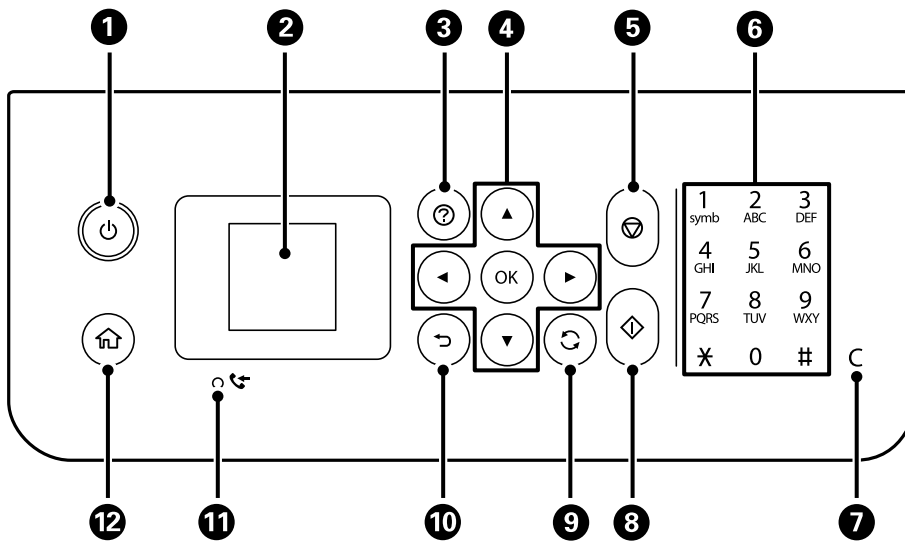 1 2 3 4 5 6
1 2 3
symb ABC DEF
4 5 6
GHI JKL MNO
OK
7 8 9
PQRS TUV WXY
* 0 #
C
12 11 10 9 8 7